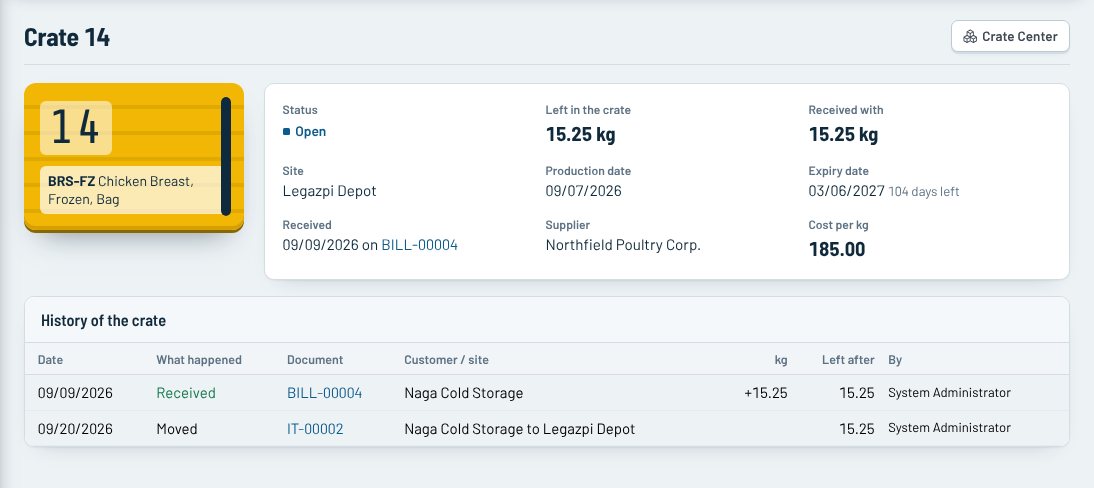 Crate 14
Crate Center
14
BRS-FZ Chicken Breast,
Frozen, Bag
Status
Open
Left in the crate
15.25 kg
Received with
15.25 kg
Site
Legazpi Depot
Production date
09/07/2026
Expiry date
03/06/2027 104 days left
Received
09/09/2026 on BILL-00004
Supplier
Northfield Poultry Corp.
Cost per kg
185.00
History of the crate
Date What happened Document Customer / site kg Left after By
09/09/2026 Received BILL-00004 Naga Cold Storage +15.25 15.25 System Administrator
09/20/2026 Moved IT-00002 Naga Cold Storage to Legazpi Depot 15.25 System Administrator